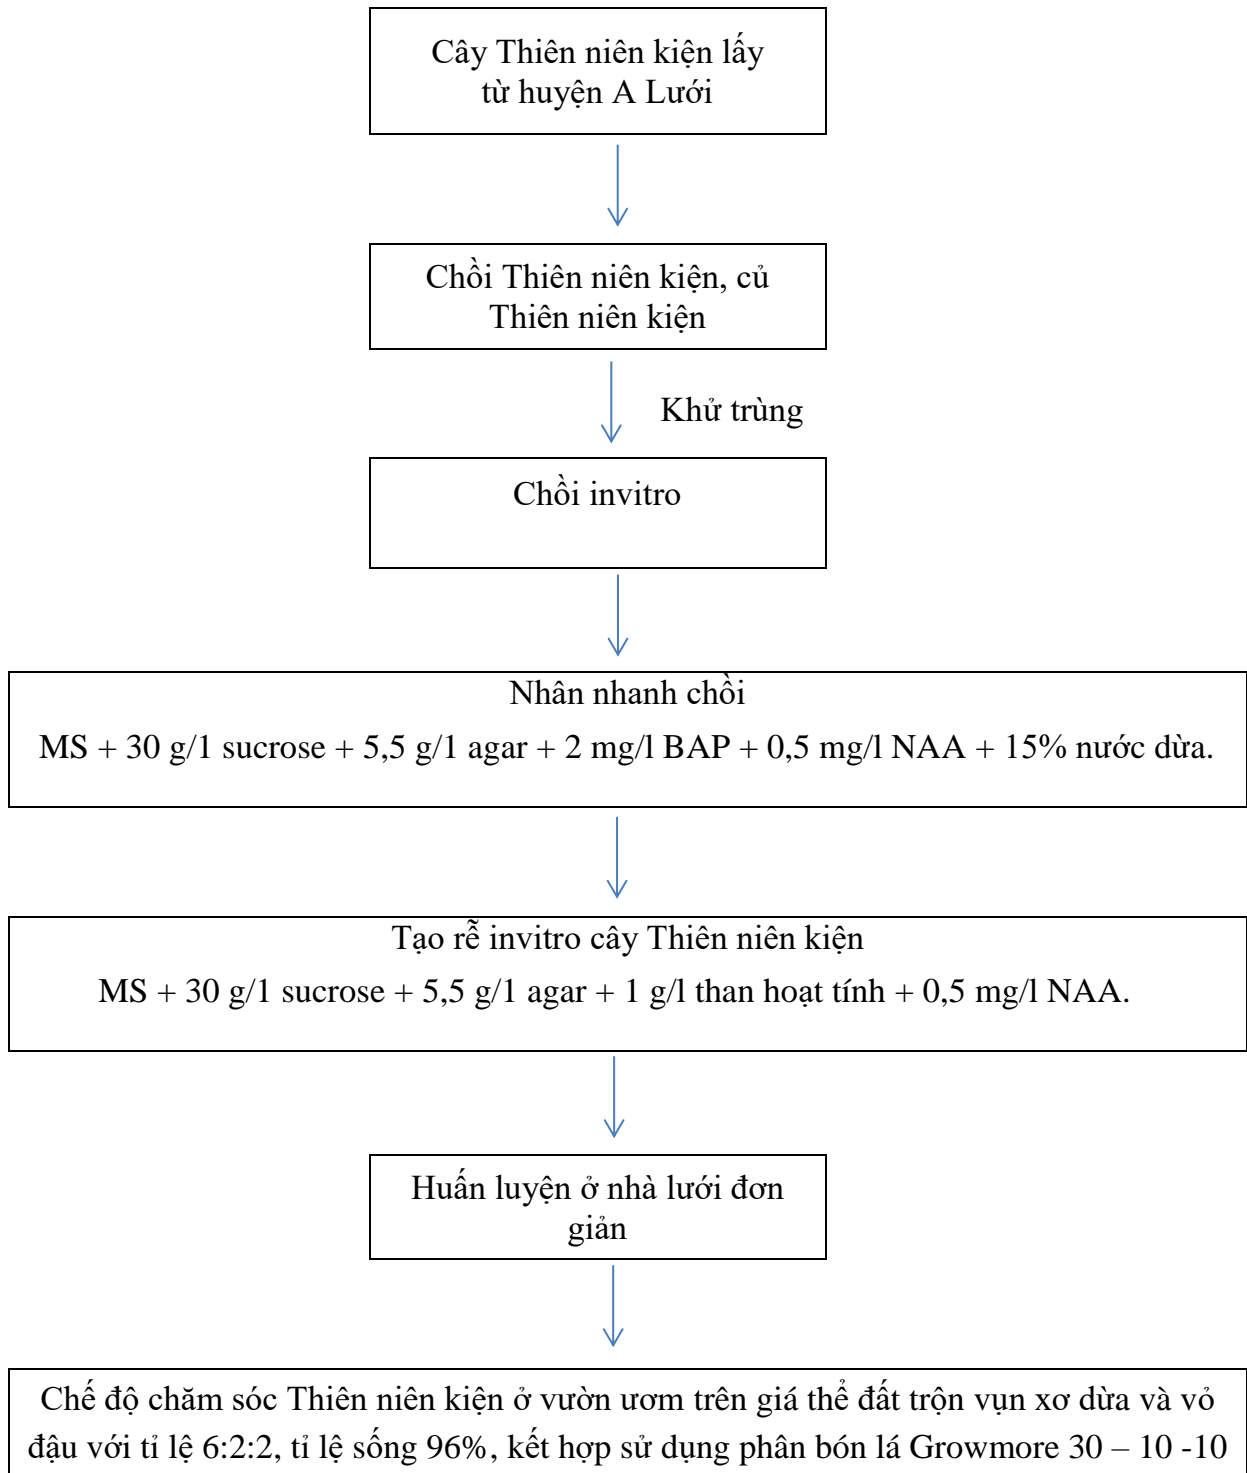 Cây Thiên niên kiện lấy
từ huyện A Lưới
Chồi Thiên niên kiện, củ
Thiên niên kiện
Khử trùng
Chồi invitro
Nhân nhanh chồi
MS + 30 g/1 sucrose + 5,5 g/1 agar + 2 mg/l BAP + 0,5 mg/l NAA + 15% nước dừa.
Tạo rễ invitro cây Thiên niên kiện
MS + 30 g/1 sucrose + 5,5 g/1 agar + 1 g/l than hoạt tính + 0,5 mg/l NAA.
Huấn luyện ở nhà lưới đơn
giản
Chế độ chăm sóc Thiên niên kiện ở vườn ươm trên giá thể đất trộn vụn xơ dừa và vỏ
đậu với tỉ lệ 6:2:2, tỉ lệ sống 96%, kết hợp sử dụng phân bón lá Growmore 30 – 10 -10